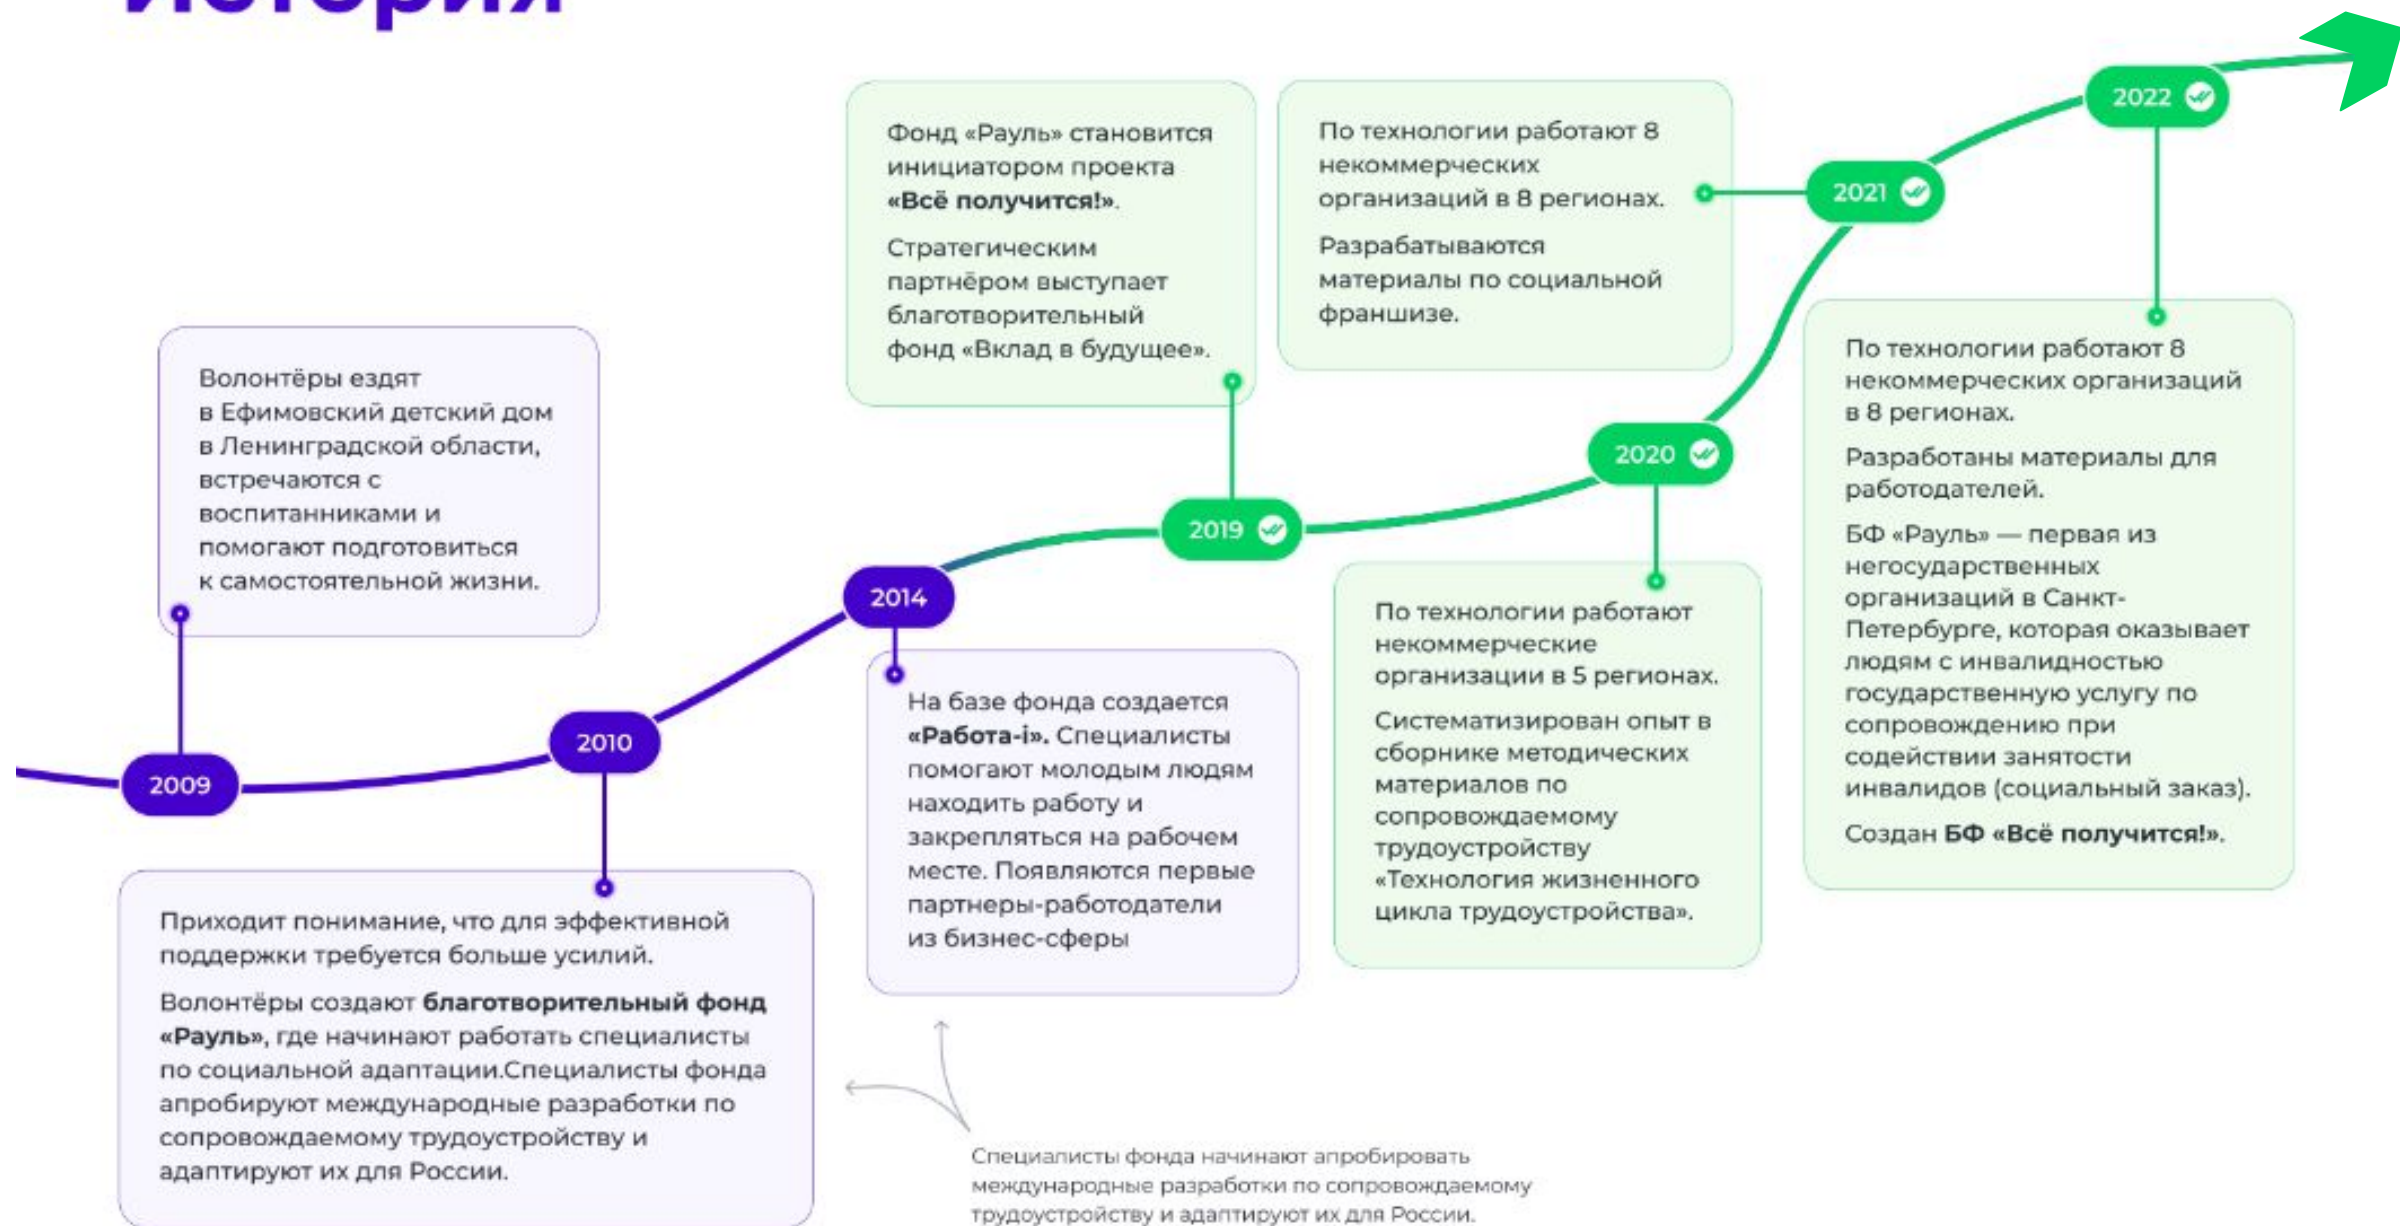 История
2009
Волонтёры ездят
в Ефимовский детский дом
в Ленинградской области,
встречаются с
воспитанниками и
помогают подготовиться
к самостоятельной жизни.
2010
Приходит понимание, что для эффективной
поддержки требуется больше усилий.
Волонтёры создают благотворительный фонд
«Рауль», где начинают работать специалисты
по социальной адаптации.Специалисты фонда
апробируют международные разработки по
сопровождаемому трудоустройству и
адаптируют их для России.
2014
На базе фонда создается
«Работа-i». Специалисты
помогают молодым людям
находить работу и
закрепляться на рабочем
месте. Появляются первые
партнеры-работодатели
из бизнес-сферы
Специалисты фонда начинают апробировать
международные разработки по сопровождаемому
трудоустройству и адаптируют их для России.
2019
Фонд «Рауль» становится
инициатором проекта
«Всё получится!».
Стратегическим
партнёром выступает
благотворительный
фонд «Вклад в будущее».
2020
По технологии работают
некоммерческие
организации в 5 регионах.
Систематизирован опыт в
сборнике методических
материалов по
сопровождаемому
трудоустройству
«Технология жизненного
цикла трудоустройства».
2021
По технологии работают 8
некоммерческих
организаций в 8 регионах.
Разрабатываются
материалы по социальной
франшизе.
2022
По технологии работают 8
некоммерческих организаций
в 8 регионах.
Разработаны материалы для
работодателей.
БФ «Рауль» — первая из
негосударственных
организаций в Санкт-
Петербурге, которая оказывает
людям с инвалидностью
государственную услугу по
сопровождению при
содействии занятости
инвалидов (социальный заказ).
Создан БФ «Всё получится!».